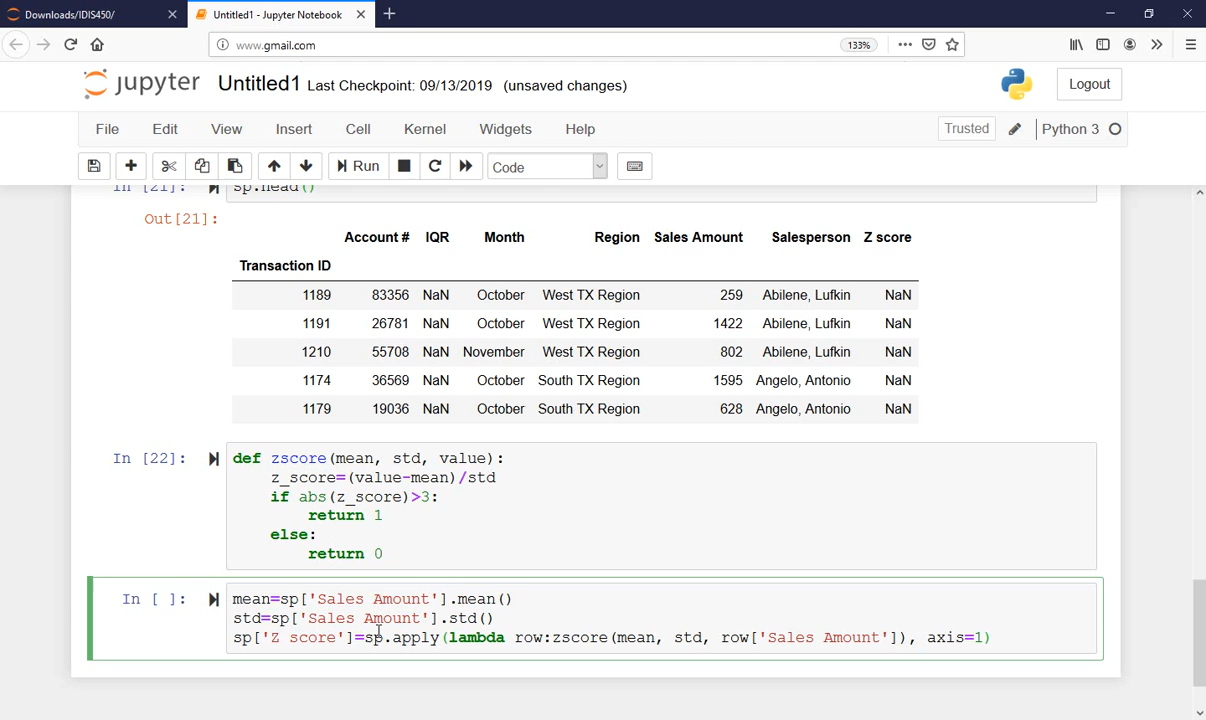 Downloads/IDIS450/
Untitled1 - Jupyter Notebook
www.gmail.com
133%
jupyter Untitled1 Last Checkpoint: 09/13/2019 (unsaved changes)
Logout
File Edit View Insert Cell Kernel Widgets Help
Trusted
Python 3
Run
Code
In [21]: sp.head()
Out[21]:
Account # IQR Month Region Sales Amount Salesperson Z score
Transaction ID
1189 83356 NaN October West TX Region 259 Abilene, Lufkin NaN
1191 26781 NaN October West TX Region 1422 Abilene, Lufkin NaN
1210 55708 NaN November West TX Region 802 Abilene, Lufkin NaN
1174 36569 NaN October South TX Region 1595 Angelo, Antonio NaN
1179 19036 NaN October South TX Region 628 Angelo, Antonio NaN
In [22]: def zscore(mean, std, value):
z_score=(value-mean)/std
if abs(z_score)>3:
return 1
else:
return 0
In [ ]: mean=sp['Sales Amount'].mean()
std=sp['Sales Amount'].std()
sp['Z score']=sp.apply(lambda row:zscore(mean, std, row['Sales Amount']), axis=1)